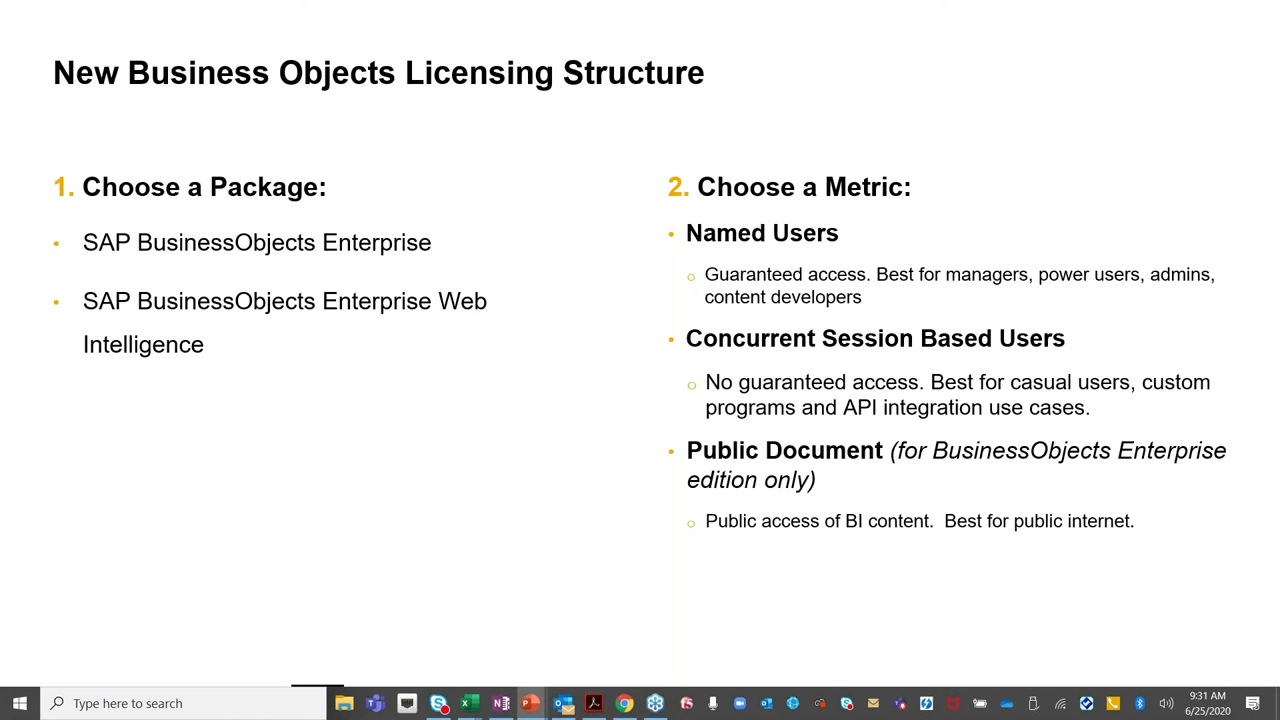 New Business Objects Licensing Structure
1. Choose a Package:
• SAP BusinessObjects Enterprise
• SAP BusinessObjects Enterprise Web
Intelligence
2. Choose a Metric:
• Named Users
o Guaranteed access. Best for managers, power users, admins,
content developers
• Concurrent Session Based Users
o No guaranteed access. Best for casual users, custom
programs and API integration use cases.
• Public Document (for BusinessObjects Enterprise
edition only)
o Public access of BI content.  Best for public internet.
Type here to search
9:31 AM
6/25/2020